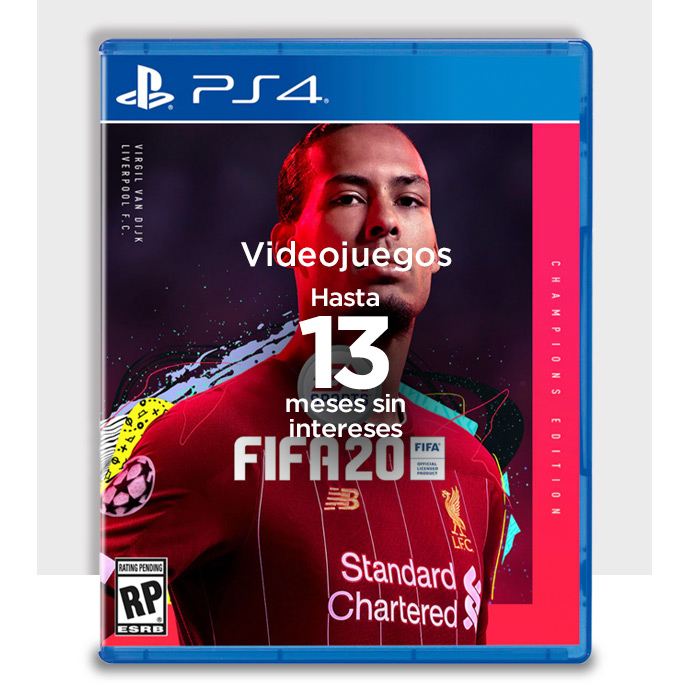 PS4
VIRGIL VAN DIJK
LIVERPOOL F.C.
CHAMPIONS EDITION
Videojuegos
Hasta
13
meses sin
intereses
FIFA20
FIFA
OFFICIAL
LICENSED
PRODUCT
NB
L.F.C.
Standard
Chartered
RATING PENDING
RP
ESRB